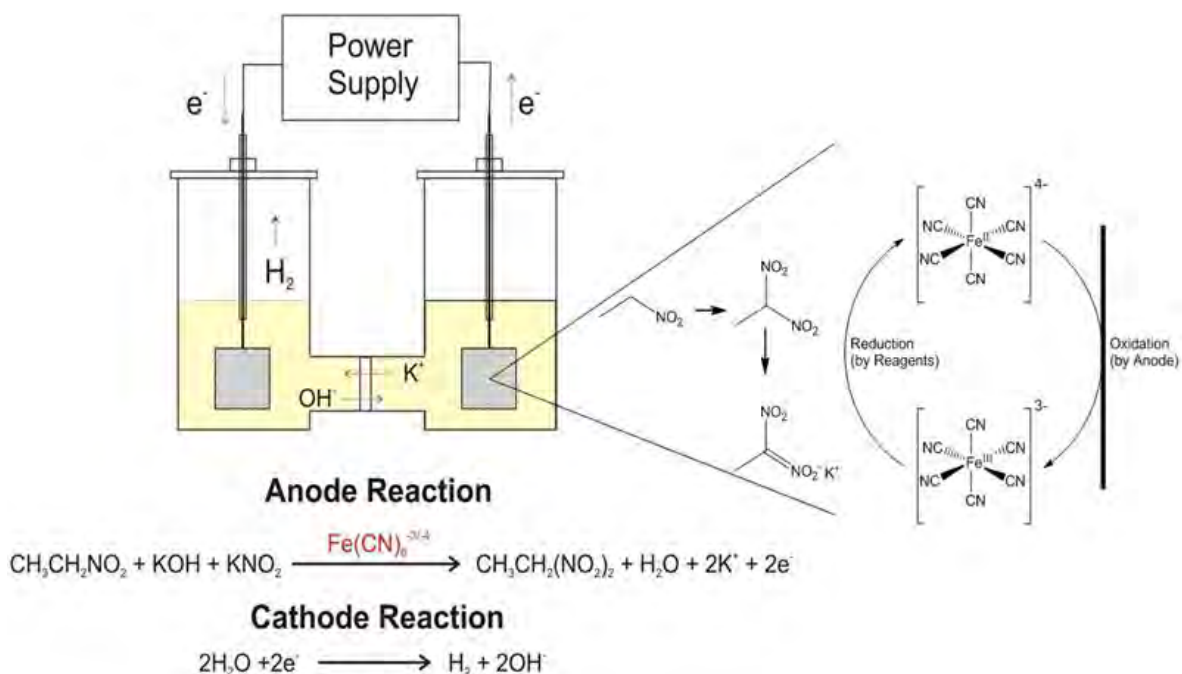 Power
Supply
e⁻
e⁻
H₂
K⁺
OH⁻
NO₂
NO₂
NO₂
NO₂
NO₂⁻ K⁺
4-
CN
NC
CN
Feᴵᴵ
NC
CN
CN
Reduction
(by Reagents)
Oxidation
(by Anode)
3-
CN
NC
CN
Feᴵᴵᴵ
NC
CN
CN
Anode Reaction
Fe(CN)₆⁻³/⁻⁴
CH₃CH₂NO₂ + KOH + KNO₂ → CH₃CH₂(NO₂)₂ + H₂O + 2K⁺ + 2e⁻
Cathode Reaction
2H₂O +2e⁻ → H₂ + 2OH⁻